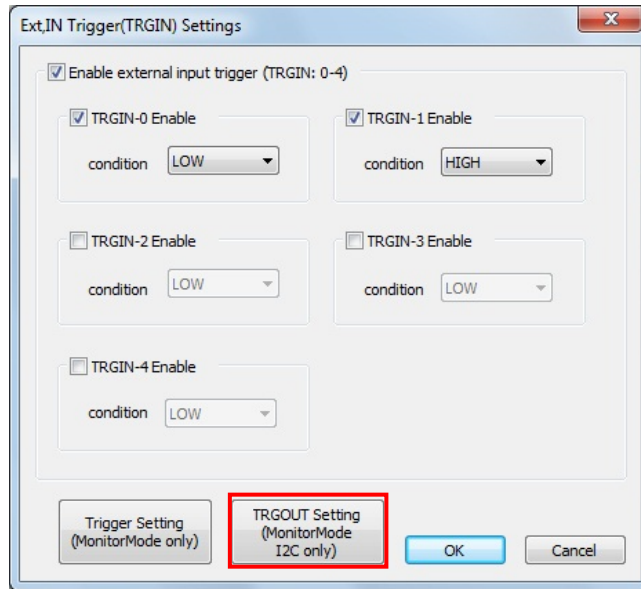 Ext,IN Trigger(TRGIN) Settings
Enable external input trigger (TRGIN: 0-4)
TRGIN-0 Enable
condition LOW
TRGIN-1 Enable
condition HIGH
TRGIN-2 Enable
condition LOW
TRGIN-3 Enable
condition LOW
TRGIN-4 Enable
condition LOW
Trigger Setting
(MonitorMode only)
TRGOUT Setting
(MonitorMode
I2C only)
OK
Cancel